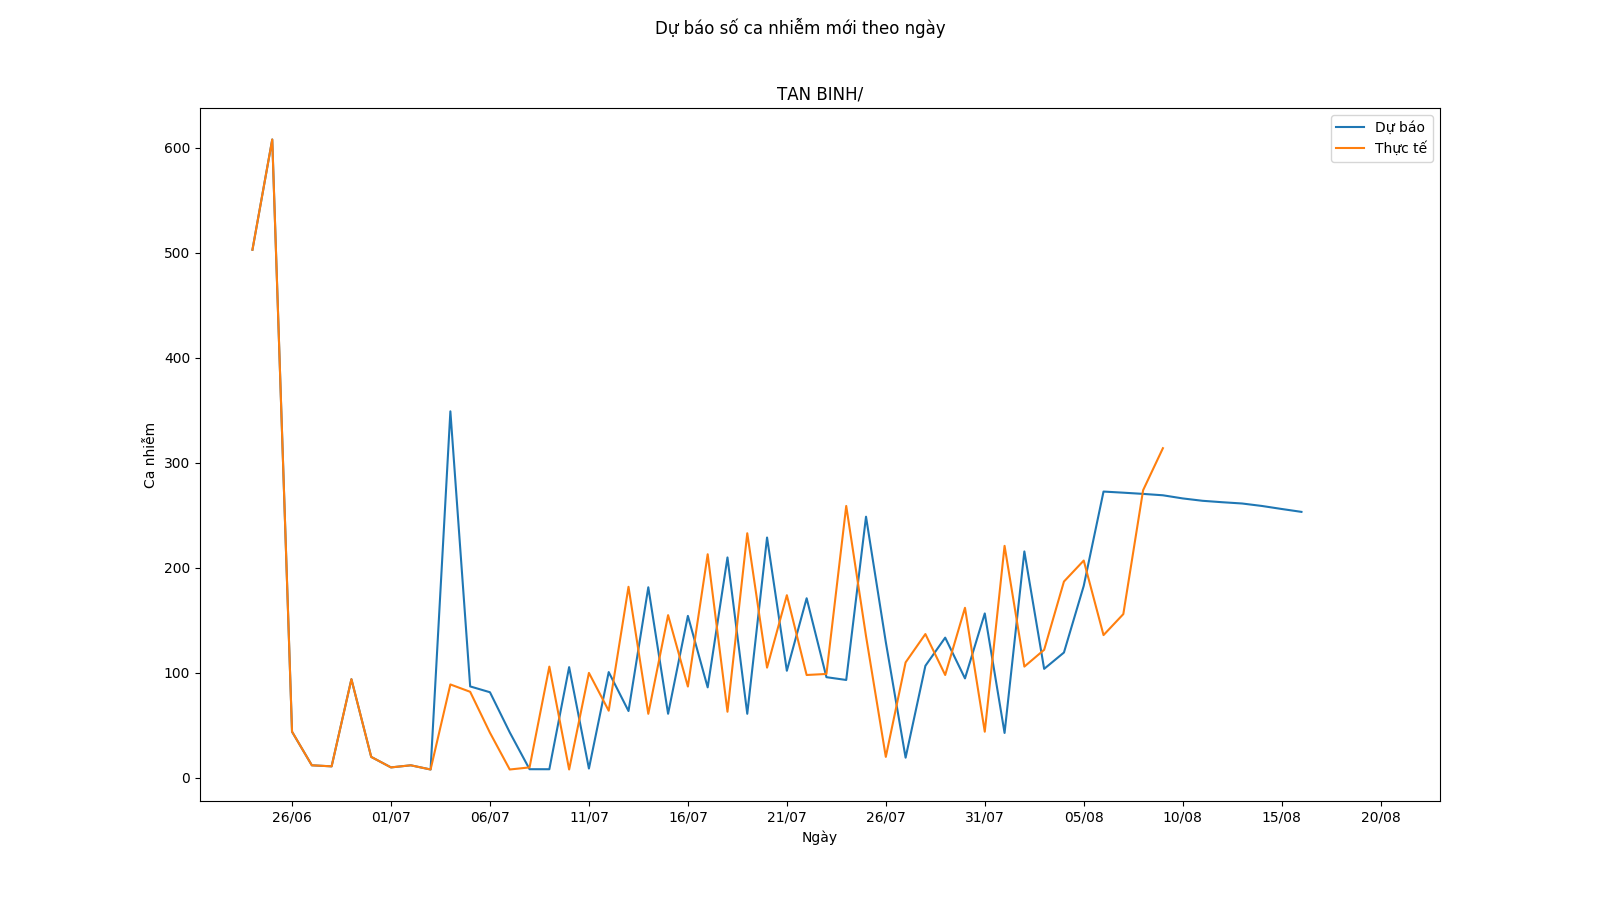 Dự báo số ca nhiễm mới theo ngày
TAN BINH/
Dự báo
Thực tế
600
500
400
300
200
100
0
Ca nhiễm
26/06 01/07 06/07 11/07 16/07 21/07 26/07 31/07 05/08 10/08 15/08 20/08
Ngày